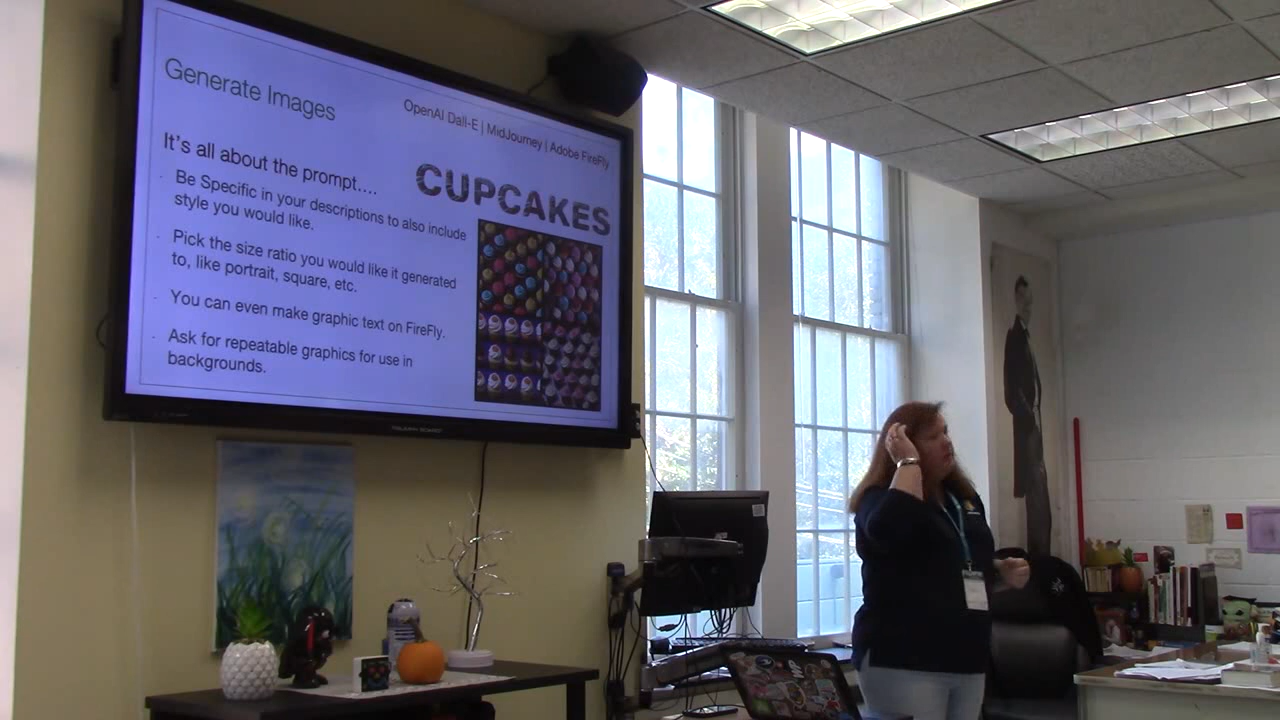 Generate Images
OpenAI Dall-E | MidJourney | Adobe FireFly
It's all about the prompt....
CUPCAKES
Be Specific in your descriptions to also include
style you would like.
Pick the size ratio you would like it generated
to, like portrait, square, etc.
You can even make graphic text on FireFly.
Ask for repeatable graphics for use in
backgrounds.